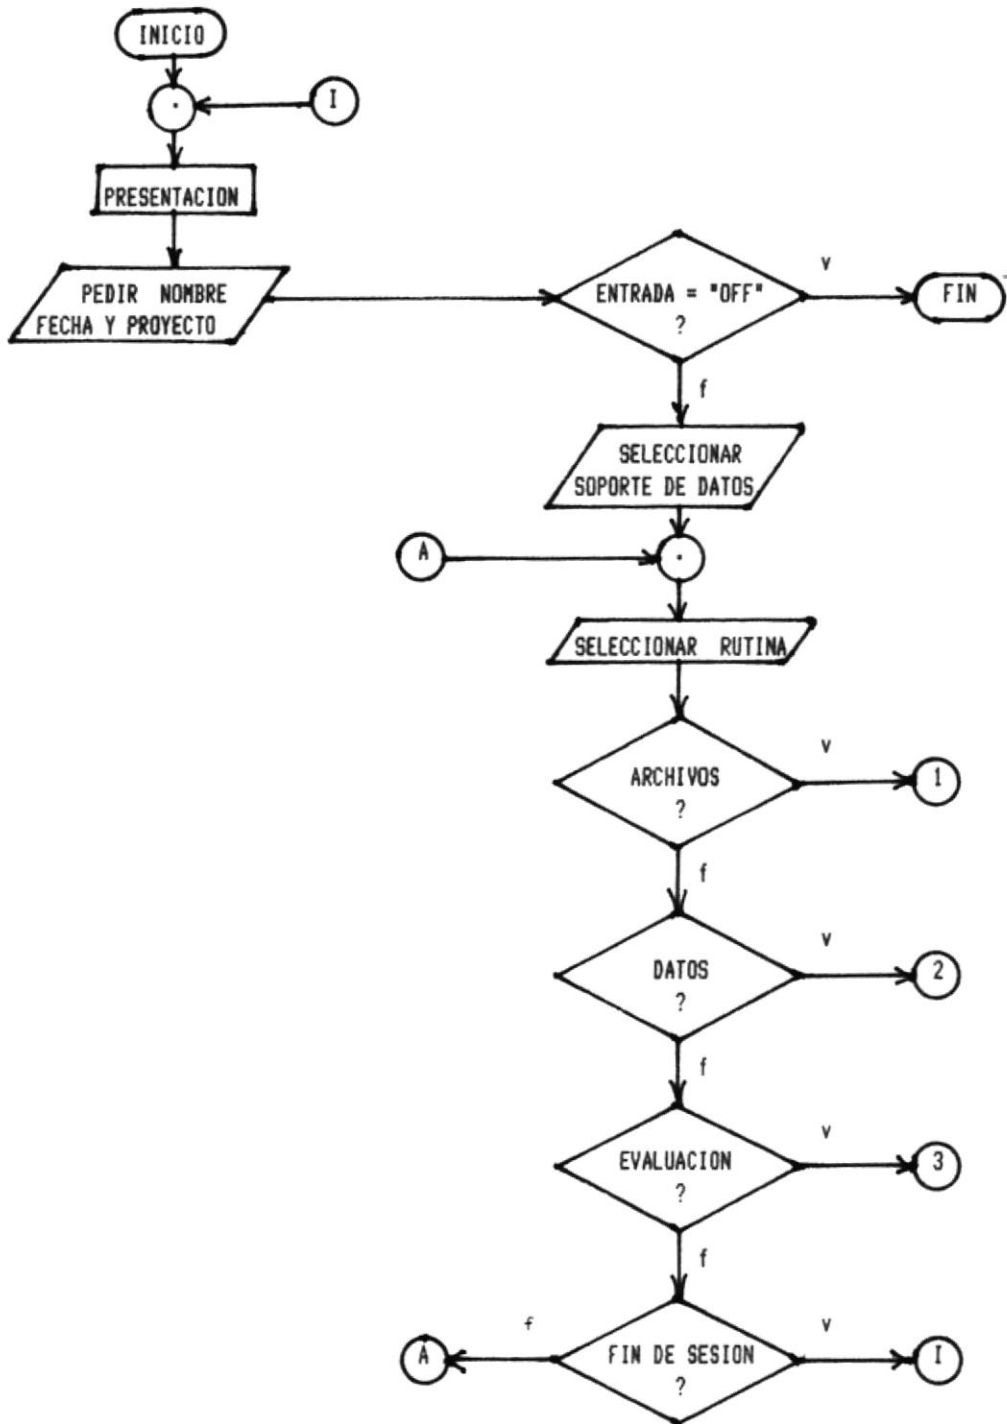 INICIO
I
PRESENTACION
PEDIR NOMBRE
FECHA Y PROYECTO
ENTRADA = "OFF"
?
v
FIN
f
SELECCIONAR
SOPORTE DE DATOS
A
SELECCIONAR RUTINA
ARCHIVOS
?
v
1
f
DATOS
?
v
2
f
EVALUACION
?
v
3
f
FIN DE SESION
?
f
A
v
I